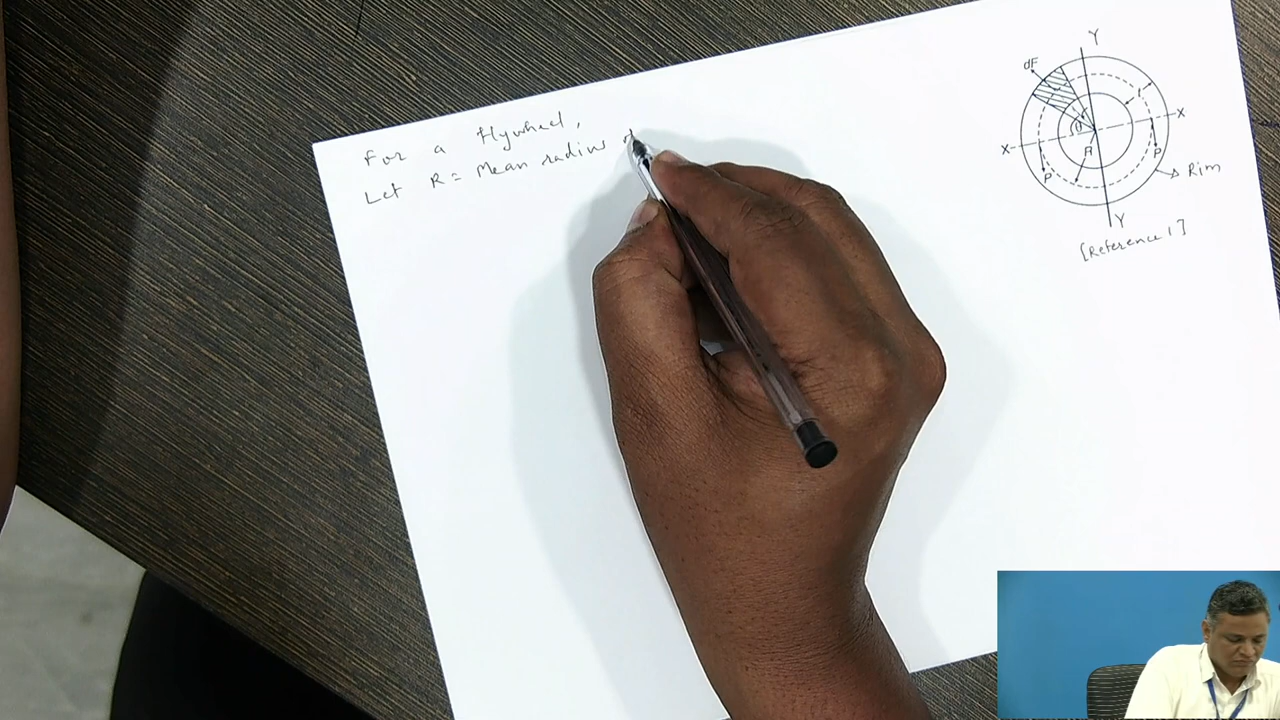 For a flywheel,
Let R = Mean radius o
Y
dF
t
X
X
θ
R
P
P
Rim
Y
[Reference 1]